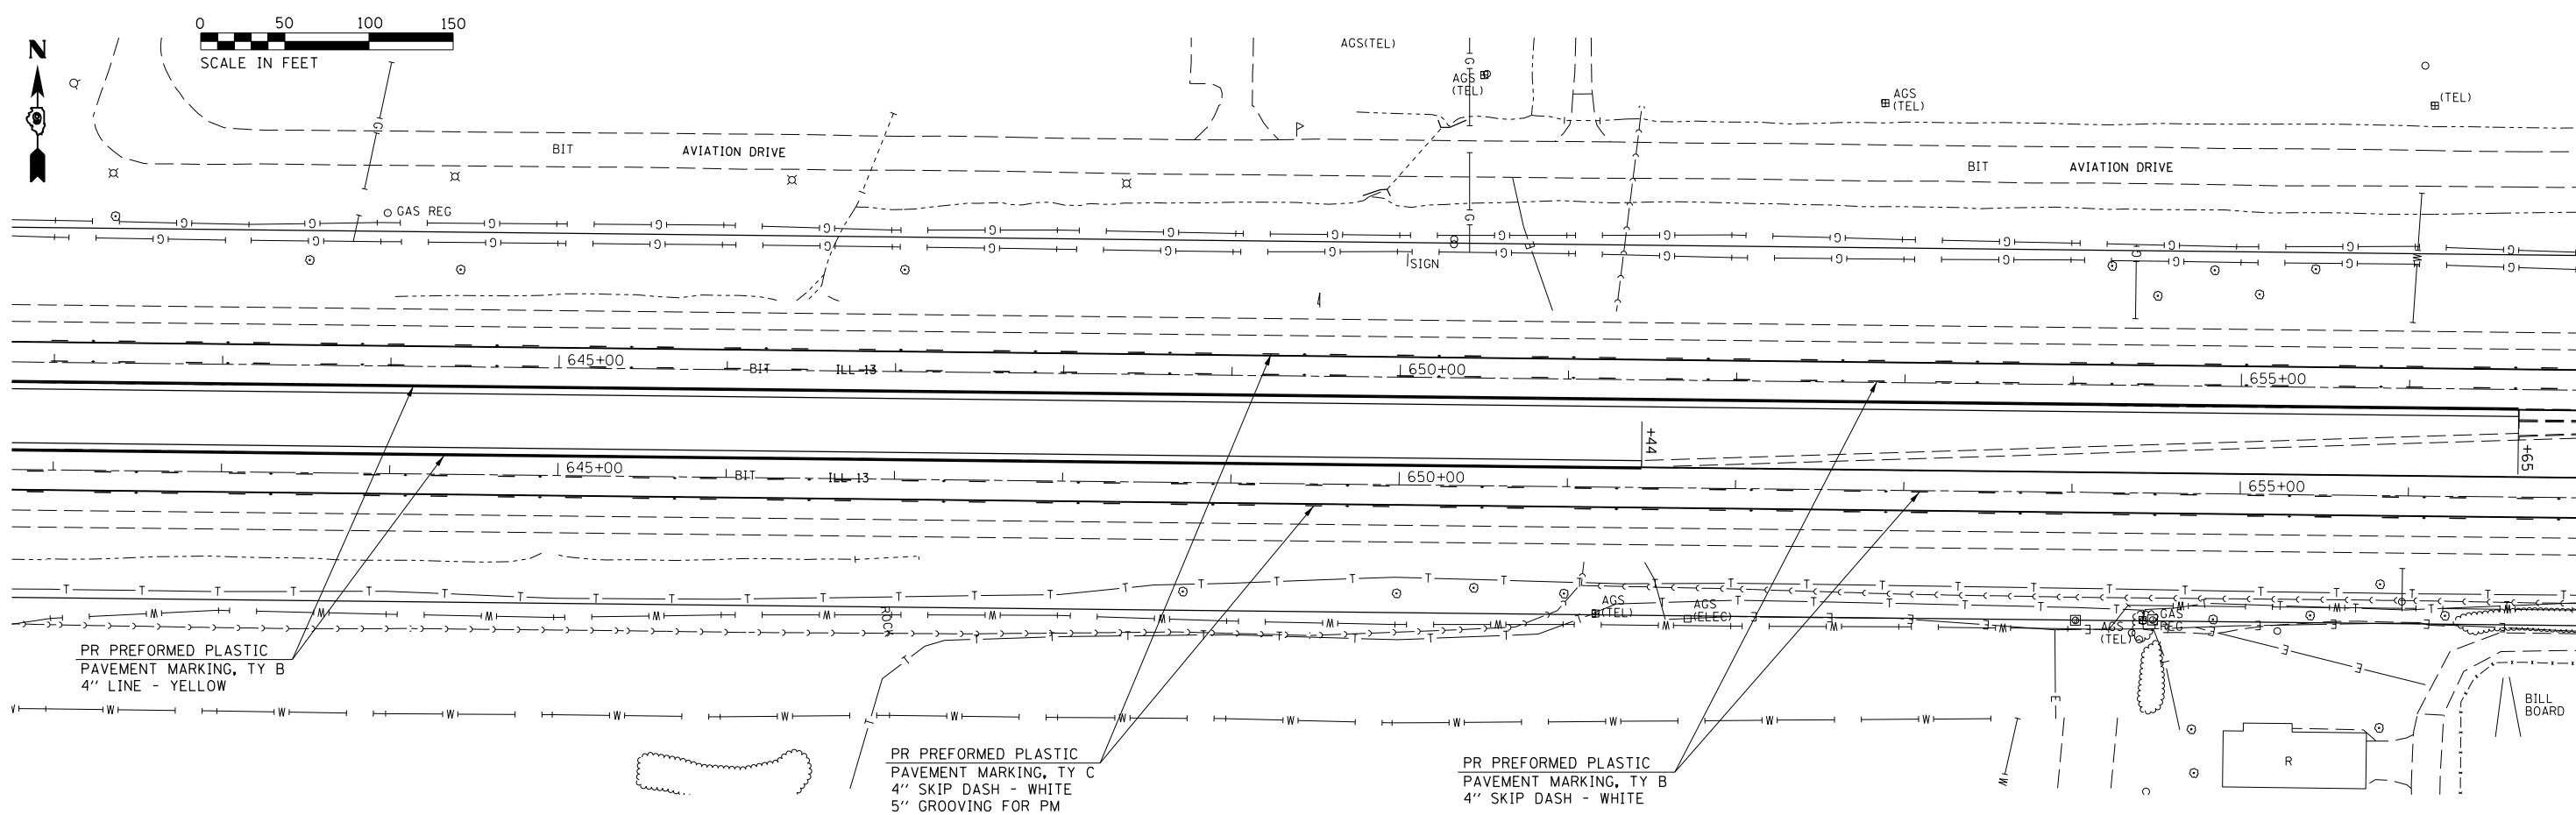 0 50 100 150
SCALE IN FEET
N
AGS(TEL)
AGS
(TEL)
AGS
(TEL)
(TEL)
BIT AVIATION DRIVE
BIT AVIATION DRIVE
GAS REG
SIGN
645+00
BIT ILL-13
650+00
655+00
+44
+65
645+00
BIT ILL-13
650+00
655+00
ROCK
AGS
(TEL)
AGS
(ELEC)
GAS
REG
AGS
(TEL)
PR PREFORMED PLASTIC
PAVEMENT MARKING, TY B
4" LINE - YELLOW
PR PREFORMED PLASTIC
PAVEMENT MARKING, TY C
4" SKIP DASH - WHITE
5" GROOVING FOR PM
PR PREFORMED PLASTIC
PAVEMENT MARKING, TY B
4" SKIP DASH - WHITE
BILL
BOARD
R